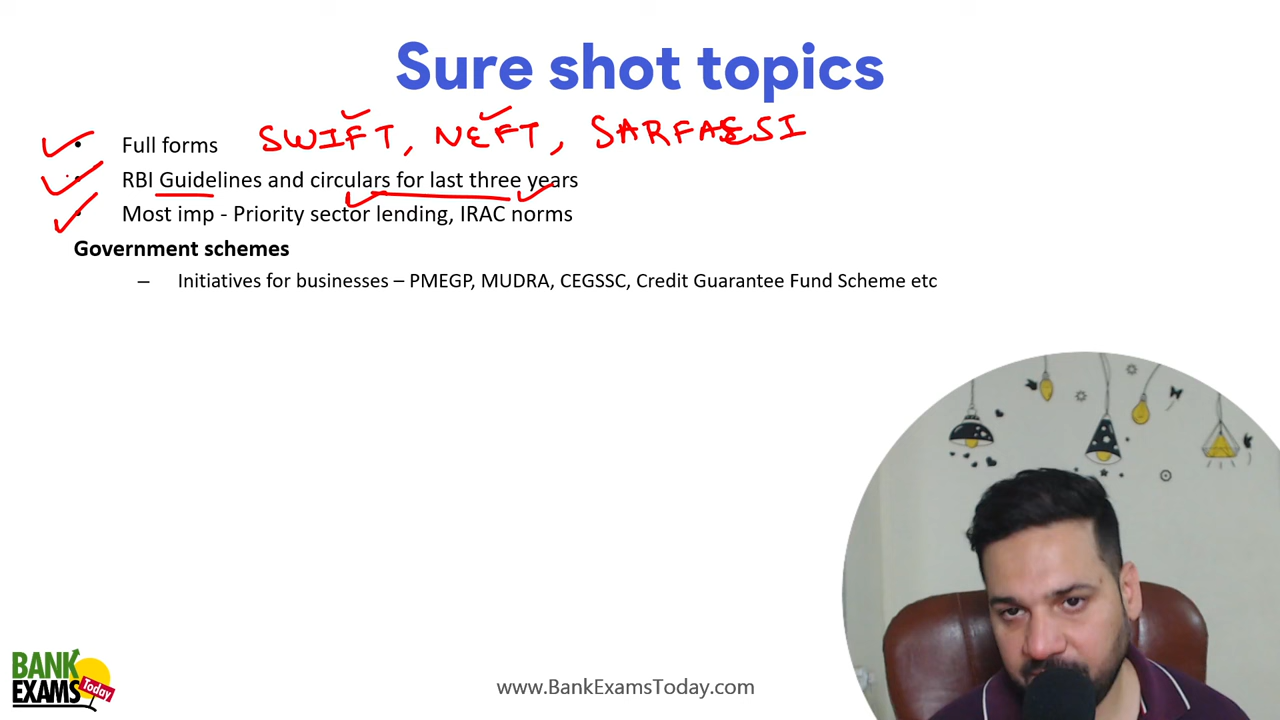 Sure shot topics
• Full forms SWIFT, NEFT, SARFAESI
• RBI Guidelines and circulars for last three years
• Most imp - Priority sector lending, IRAC norms
Government schemes
– Initiatives for businesses – PMEGP, MUDRA, CEGSSC, Credit Guarantee Fund Scheme etc
BANK
EXAMS
Today
www.BankExamsToday.com